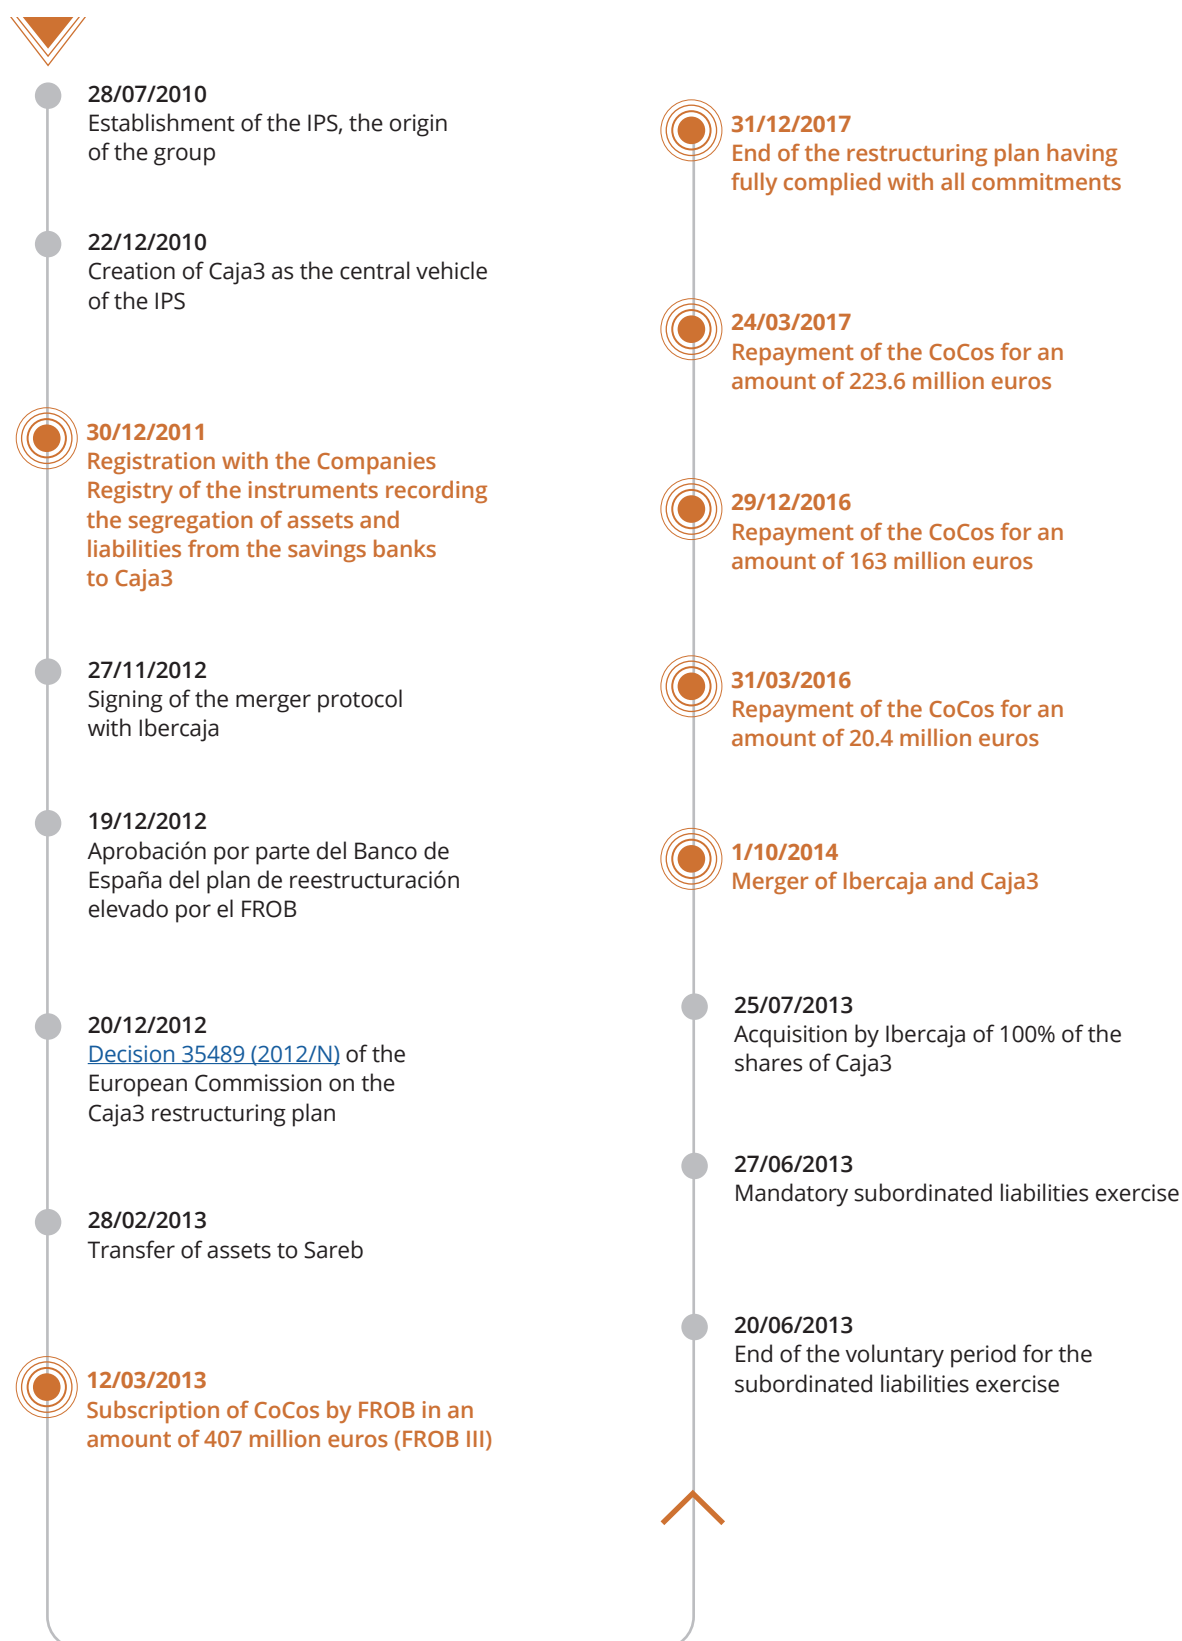 28/07/2010
Establishment of the IPS, the origin
of the group
22/12/2010
Creation of Caja3 as the central vehicle
of the IPS
30/12/2011
Registration with the Companies
Registry of the instruments recording
the segregation of assets and
liabilities from the savings banks
to Caja3
27/11/2012
Signing of the merger protocol
with Ibercaja
19/12/2012
Aprobación por parte del Banco de
España del plan de reestructuración
elevado por el FROB
20/12/2012
Decision 35489 (2012/N) of the
European Commission on the
Caja3 restructuring plan
28/02/2013
Transfer of assets to Sareb
12/03/2013
Subscription of CoCos by FROB in an
amount of 407 million euros (FROB III)
31/12/2017
End of the restructuring plan having
fully complied with all commitments
24/03/2017
Repayment of the CoCos for an
amount of 223.6 million euros
29/12/2016
Repayment of the CoCos for an
amount of 163 million euros
31/03/2016
Repayment of the CoCos for an
amount of 20.4 million euros
1/10/2014
Merger of Ibercaja and Caja3
25/07/2013
Acquisition by Ibercaja of 100% of the
shares of Caja3
27/06/2013
Mandatory subordinated liabilities exercise
20/06/2013
End of the voluntary period for the
subordinated liabilities exercise